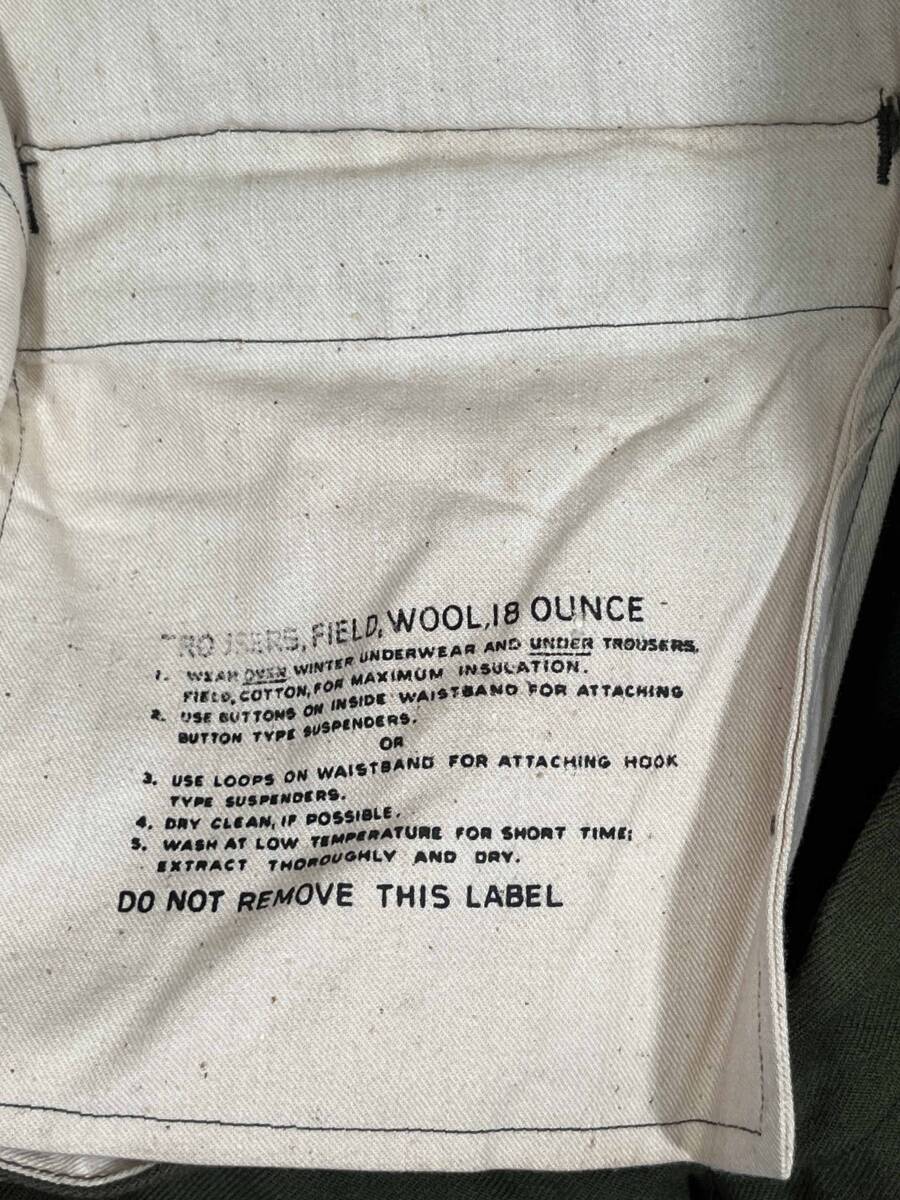 TROUSERS, FIELD, WOOL, 18 OUNCE
1. WEAR OVER WINTER UNDERWEAR AND UNDER TROUSERS,
FIELD, COTTON, FOR MAXIMUM INSULATION.
2. USE BUTTONS ON INSIDE WAISTBAND FOR ATTACHING
BUTTON TYPE SUSPENDERS.
OR
3. USE LOOPS ON WAISTBAND FOR ATTACHING HOOK
TYPE SUSPENDERS.
4. DRY CLEAN, IF POSSIBLE.
5. WASH AT LOW TEMPERATURE FOR SHORT TIME;
EXTRACT THOROUGHLY AND DRY.
DO NOT REMOVE THIS LABEL